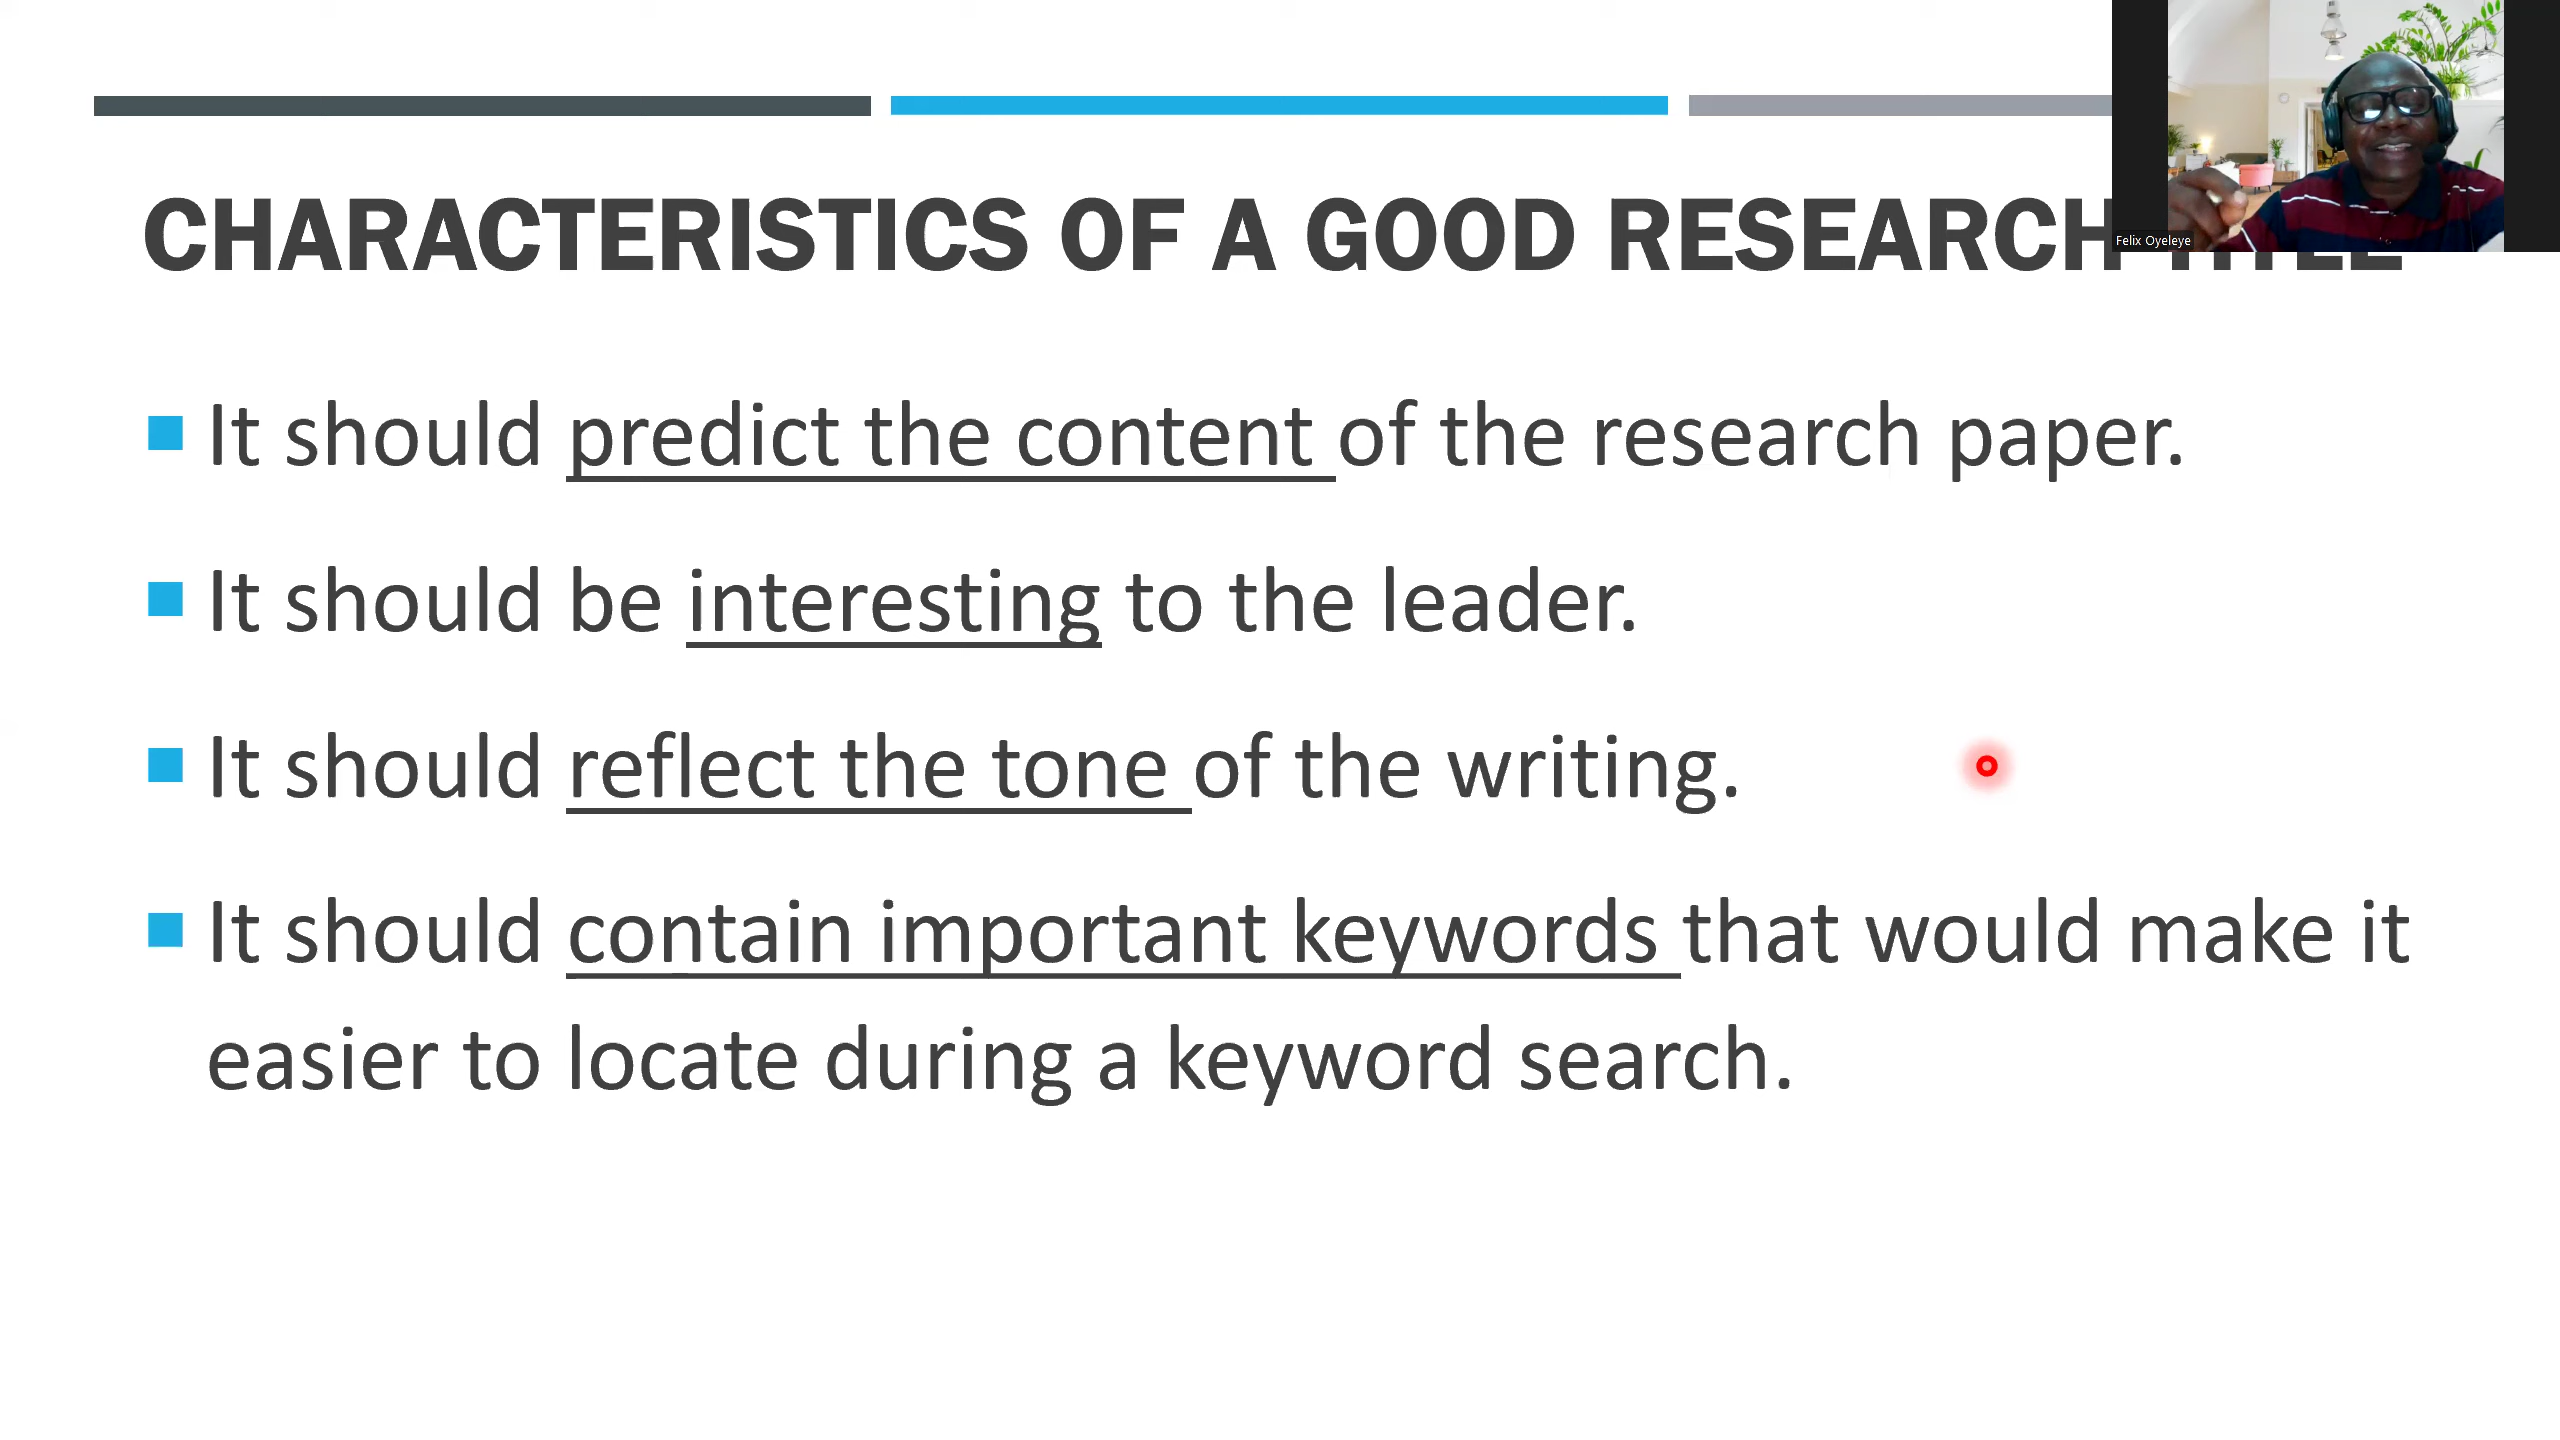 CHARACTERISTICS OF A GOOD RESEARCH TITLE
Felix Oyeleye
It should predict the content of the research paper.
It should be interesting to the leader.
It should reflect the tone of the writing.
It should contain important keywords that would make it
easier to locate during a keyword search.